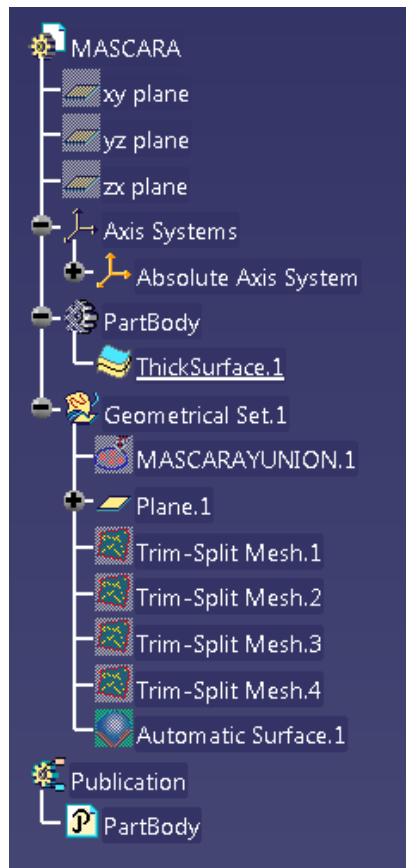 MASCARA
xy plane
yz plane
zx plane
Axis Systems
Absolute Axis System
PartBody
ThickSurface.1
Geometrical Set.1
MASCARAYUNION.1
Plane.1
Trim-Split Mesh.1
Trim-Split Mesh.2
Trim-Split Mesh.3
Trim-Split Mesh.4
Automatic Surface.1
Publication
PartBody